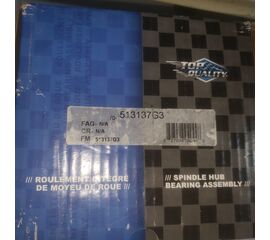 TOP
QUALITY
513137G3
FAG - N/A
CR - N/A
FM - 513137G3
/// ROULEMENT INTÉGRÉ
DE MOYEU DE ROUE ///
/// SPINDLE HUB
BEARING ASSEMBLY ///